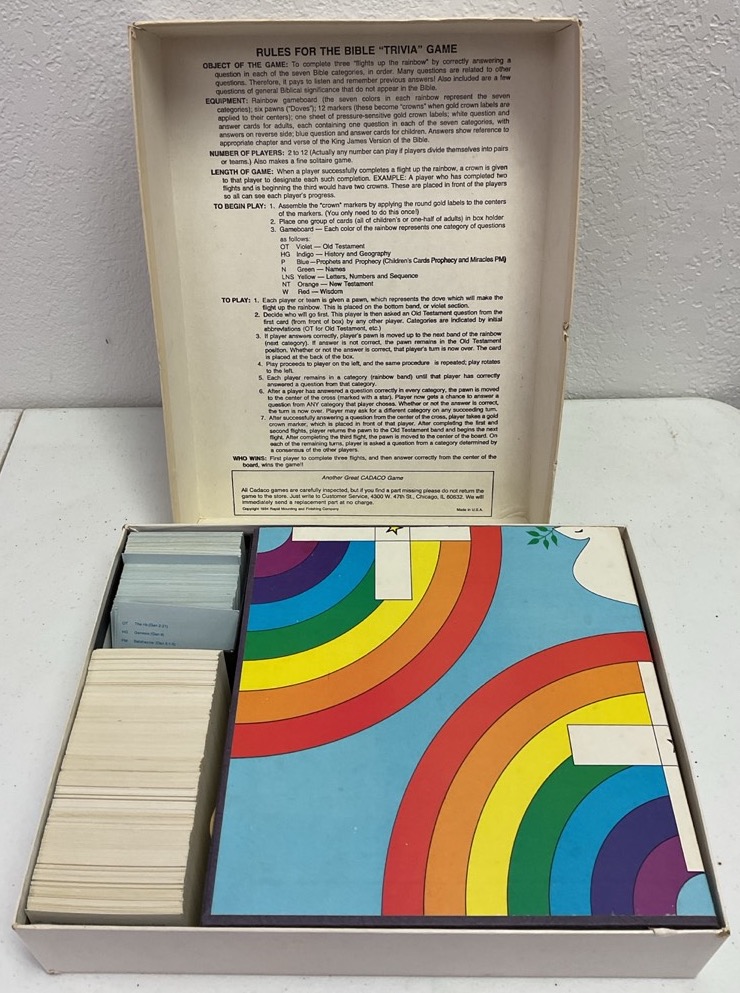 RULES FOR THE BIBLE "TRIVIA" GAME
OBJECT OF THE GAME: To complete three "flights up the rainbow" by correctly answering a
question in each of the seven Bible categories, in order. Many questions are related to other
questions. Therefore, it pays to listen and remember previous answers! Also included are a few
questions of general Biblical significance that do not appear in the Bible.
EQUIPMENT: Rainbow gameboard (the seven colors in each rainbow represent the seven
categories); six pawns ("Doves"); 12 markers (these become "crowns" when gold crown labels are
applied to their centers); one sheet of pressure-sensitive gold crown labels; white question and
answer cards for adults, each containing one question in each of the seven categories, with
answers on reverse side; blue question and answer cards for children. Answers show reference to
appropriate chapter and verse of the King James Version of the Bible.
NUMBER OF PLAYERS: 2 to 12 (Actually any number can play if players divide themselves into pairs
or teams.) Also makes a fine solitaire game.
LENGTH OF GAME: When a player successfully completes a flight up the rainbow, a crown is given
to that player to designate each such completion. EXAMPLE: A player who has completed two
flights and is beginning the third would have two crowns. These are placed in front of the players
so all can see each player's progress.
TO BEGIN PLAY: 1. Assemble the "crown" markers by applying the round gold labels to the centers
of the markers. (You only need to do this once!)
2. Place one group of cards (all of children's or one-half of adults) in box holder
3. Gameboard — Each color of the rainbow represents one category of questions
as follows:
OT Violet — Old Testament
HG Indigo — History and Geography
P Blue — Prophets and Prophecy (Children's Cards Prophecy and Miracles PM)
N Green — Names
LNS Yellow — Letters, Numbers and Sequence
NT Orange — New Testament
W Red — Wisdom
TO PLAY: 1. Each player or team is given a pawn, which represents the dove which will make the
flight up the rainbow. This is placed on the bottom band, or violet section.
2. Decide who will go first. This player is then asked an Old Testament question from the
first card (from front of box) by any other player. Categories are indicated by initial
abbreviations (OT for Old Testament, etc.)
3. If player answers correctly, player's pawn is moved up to the next band of the rainbow
(next category). If answer is not correct, the pawn remains in the Old Testament
position. Whether or not the answer is correct, that player's turn is now over. The card
is placed at the back of the box.
4. Play proceeds to player on the left, and the same procedure is repeated; play rotates
to the left.
5. Each player remains in a category (rainbow band) until that player has correctly
answered a question from that category.
6. After a player has answered a question correctly in every category, the pawn is moved
to the center of the cross (marked with a star). Player now gets a chance to answer a
question from ANY category that player chooses. Whether or not the answer is correct,
the turn is now over. Player may ask for a different category on any succeeding turn.
7. After successfully answering a question from the center of the cross, player takes a gold
crown marker, which is placed in front of that player. After completing the first and
second flights, player returns the pawn to the Old Testament band and begins the next
flight. After completing the third flight, the pawn is moved to the center of the board. On
each of the remaining turns, player is asked a question from a category determined by
a consensus of the other players.
WHO WINS: First player to complete three flights, and then answer correctly from the center of the
board, wins the game!!
Another Great CADACO Game
All Cadaco games are carefully inspected, but if you find a part missing please do not return the
game to the store. Just write to Customer Service, 4300 W. 47th St., Chicago, IL 60632. We will
immediately send a replacement part at no charge.
Copyright 1984 Rapid Mounting and Finishing Company Made in U.S.A.
OT
HG
PM